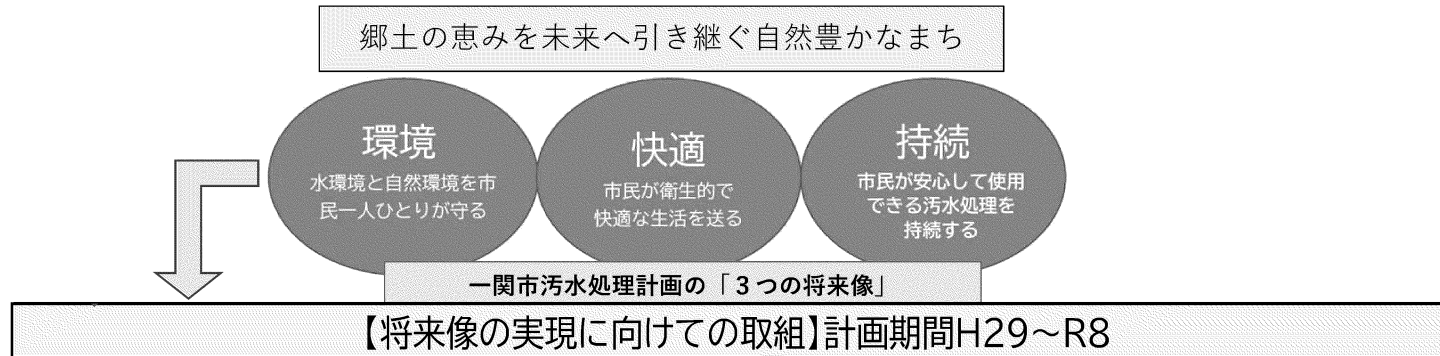 郷土の恵みを未来へ引き継ぐ自然豊かなまち
環境
水環境と自然環境を市
民一人ひとりが守る
快適
市民が衛生的で
快適な生活を送る
持続
市民が安心して使用
できる汚水処理を
持続する
一関市汚水処理計画の「３つの将来像」
【将来像の実現に向けての取組】計画期間H29～R8